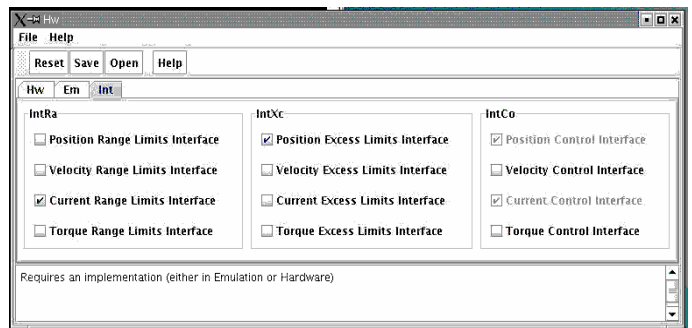 Hw
File Help
Reset Save Open Help
Hw Em Int
IntRa
Position Range Limits Interface
Velocity Range Limits Interface
Current Range Limits Interface
Torque Range Limits Interface
IntXc
Position Excess Limits Interface
Velocity Excess Limits Interface
Current Excess Limits Interface
Torque Excess Limits Interface
IntCo
Position Control Interface
Velocity Control Interface
Current Control Interface
Torque Control Interface
Requires an implementation (either in Emulation or Hardware)